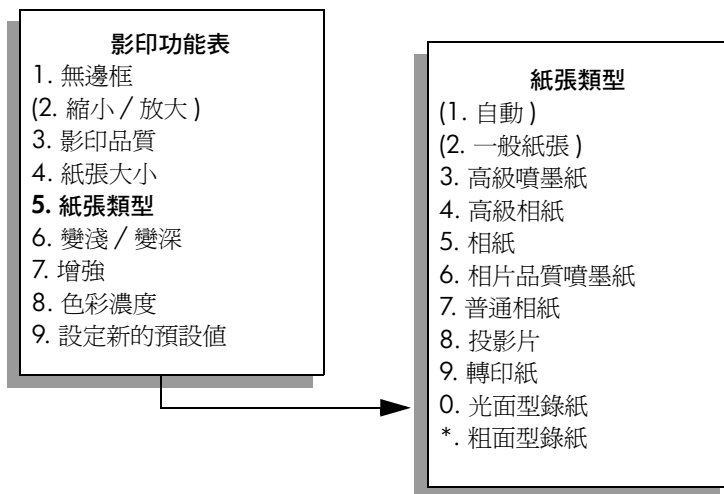 影印功能表
1. 無邊框
(2. 縮小 / 放大 )
3. 影印品質
4. 紙張大小
5. 紙張類型
6. 變淺 / 變深
7. 增強
8. 色彩濃度
9. 設定新的預設值
紙張類型
(1. 自動 )
(2. 一般紙張 )
3. 高級噴墨紙
4. 高級相紙
5. 相紙
6. 相片品質噴墨紙
7. 普通相紙
8. 投影片
9. 轉印紙
0. 光面型錄紙
*. 粗面型錄紙